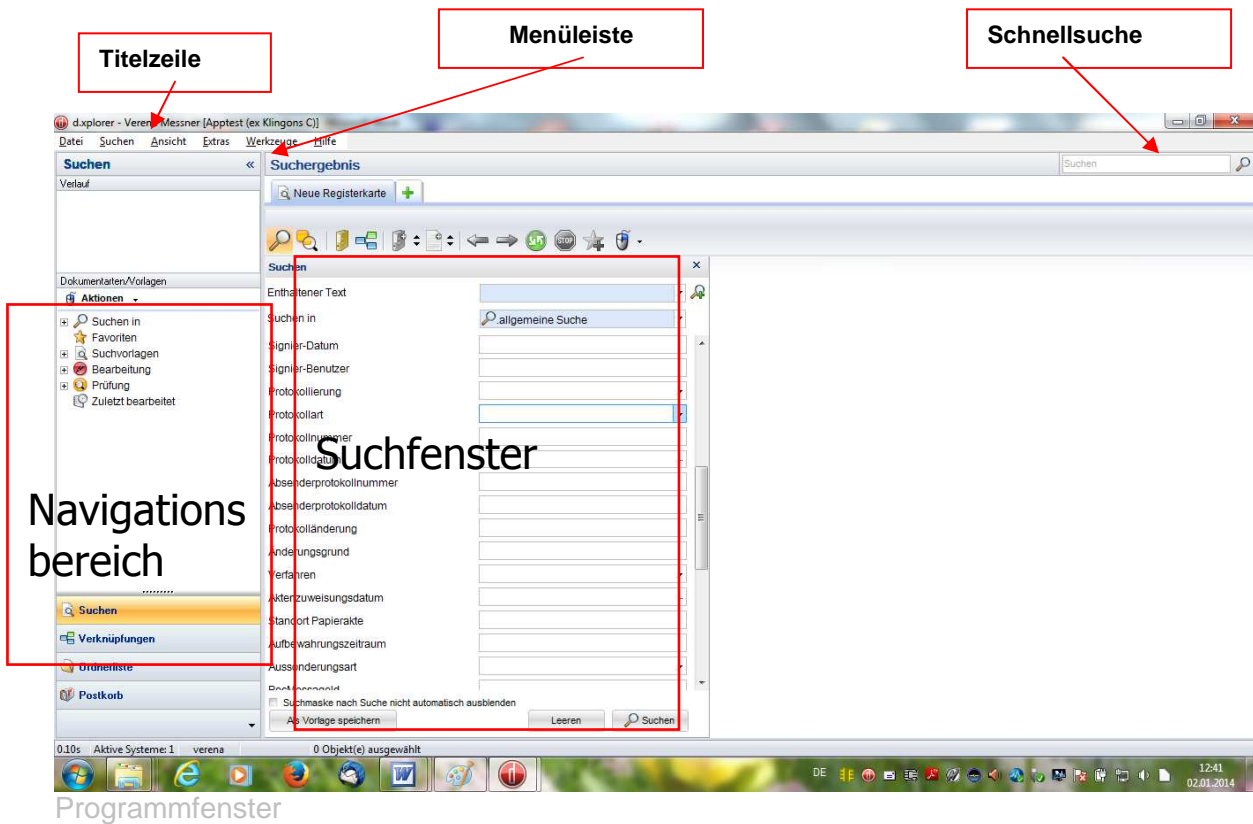 Titelzeile
Menüleiste
Schnellsuche
d.xplorer - Verena Messner [Apptest (ex Klingons C)]
Datei Suchen Ansicht Extras Werkzeuge Hilfe
Suchen «
Suchergebnis
Suchen
Verlauf
Neue Registerkarte
STOP
Suchen
Dokumentarten/Vorlagen
Aktionen
Enthaltener Text
Suchen in
Favoriten
Suchvorlagen
Bearbeitung
Prüfung
Zuletzt bearbeitet
Suchen in .allgemeine Suche
Signier-Datum
Signier-Benutzer
Protokollierung
Protokollart
Protokollnummer
Protokolldatum
Absenderprotokollnummer
Absenderprotokolldatum
Protokolländerung
Änderungsgrund
Verfahren
Aktenzuweisungsdatum
Standort Papierakte
Aufbewahrungszeitraum
Aussonderungsart
Suchfenster
Navigations
bereich
Suchen
Verknüpfungen
Ordnerliste
Postkorb
Suchmaske nach Suche nicht automatisch ausblenden
Als Vorlage speichern Leeren Suchen
0.10s Aktive Systeme: 1 verena 0 Objekt(e) ausgewählt
DE
12:41
02.01.2014
Programmfenster